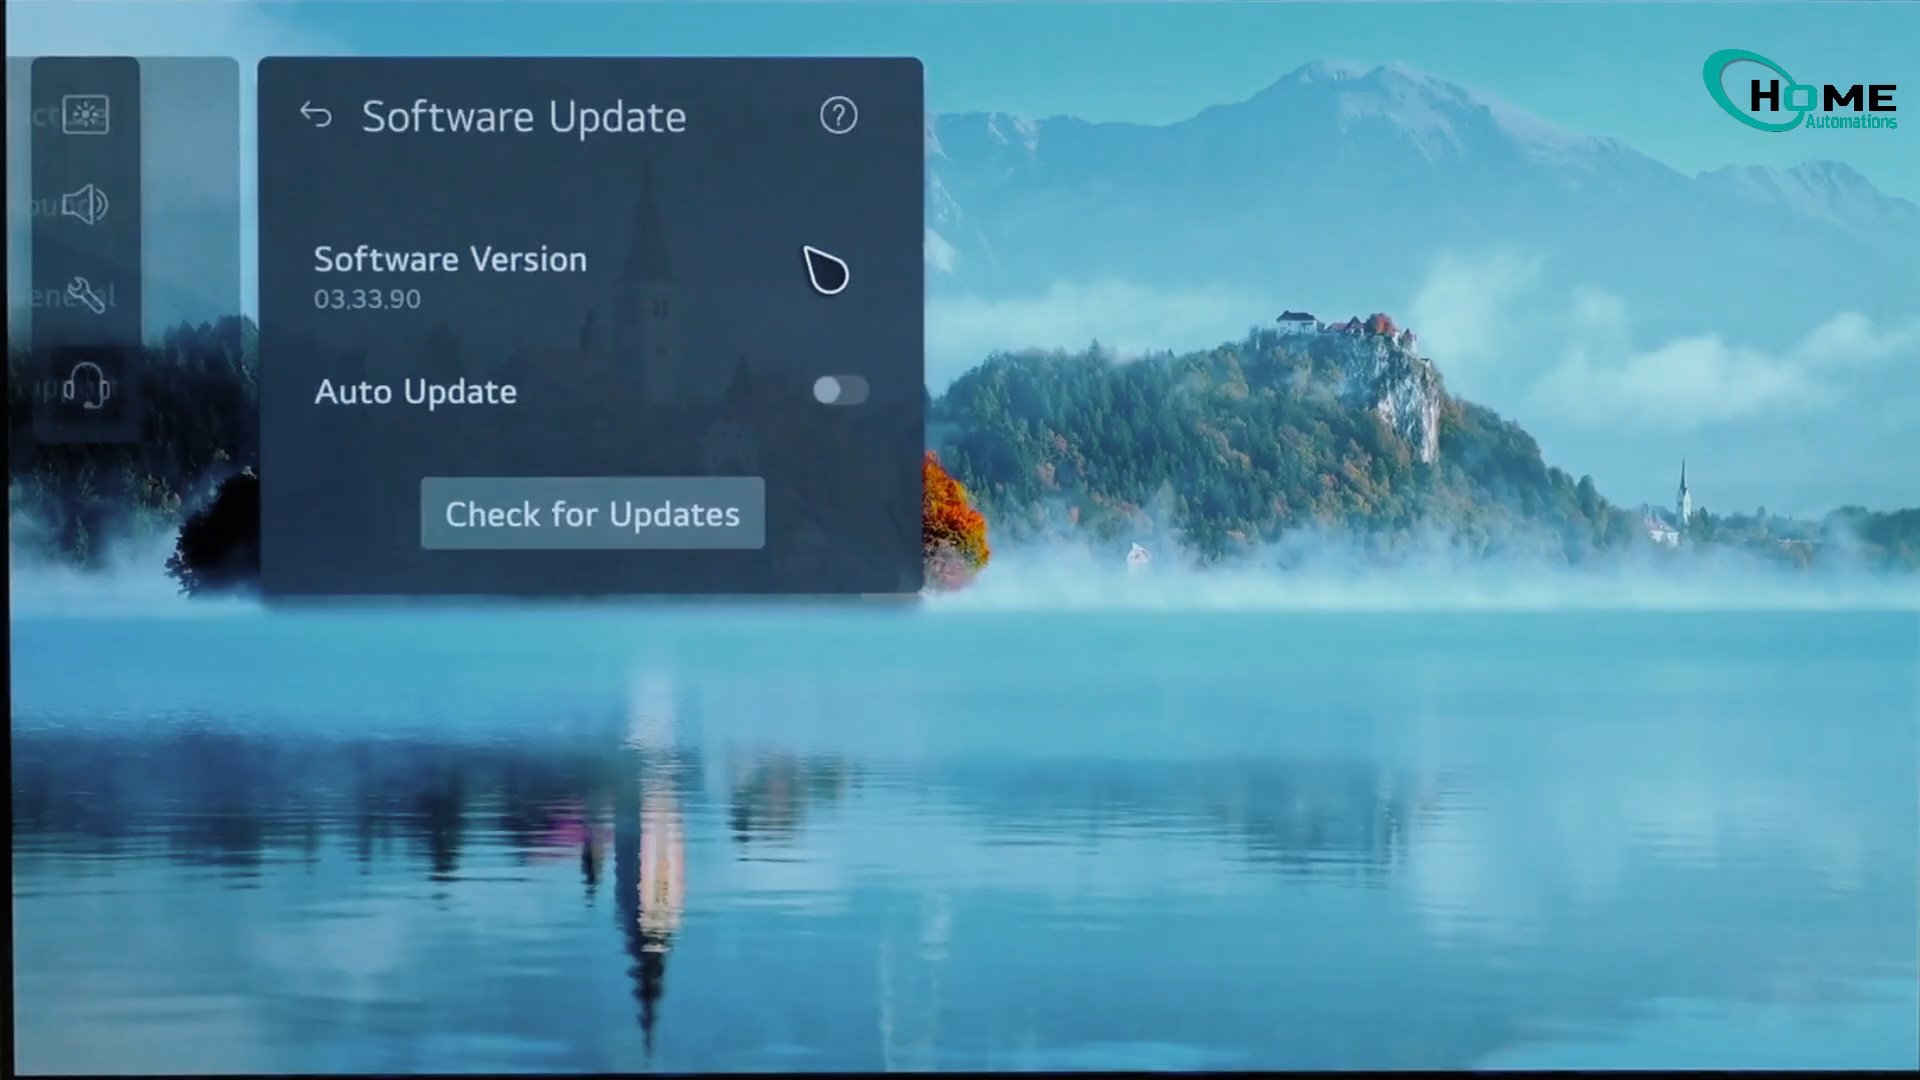 Software Update
?
Software Version
03.33.90
Auto Update
Check for Updates
HOME
Automations